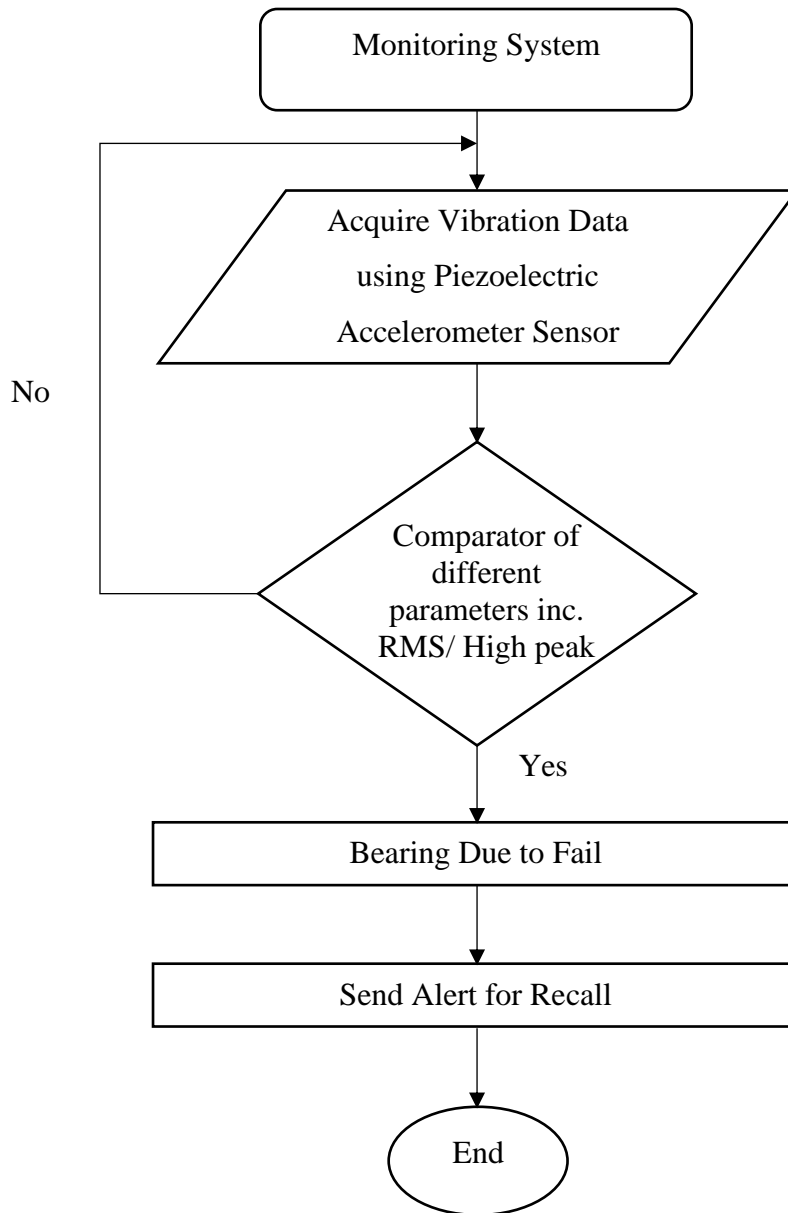 Monitoring System
Acquire Vibration Data
using Piezoelectric
Accelerometer Sensor
No
Comparator of
different
parameters inc.
RMS/ High peak
Yes
Bearing Due to Fail
Send Alert for Recall
End